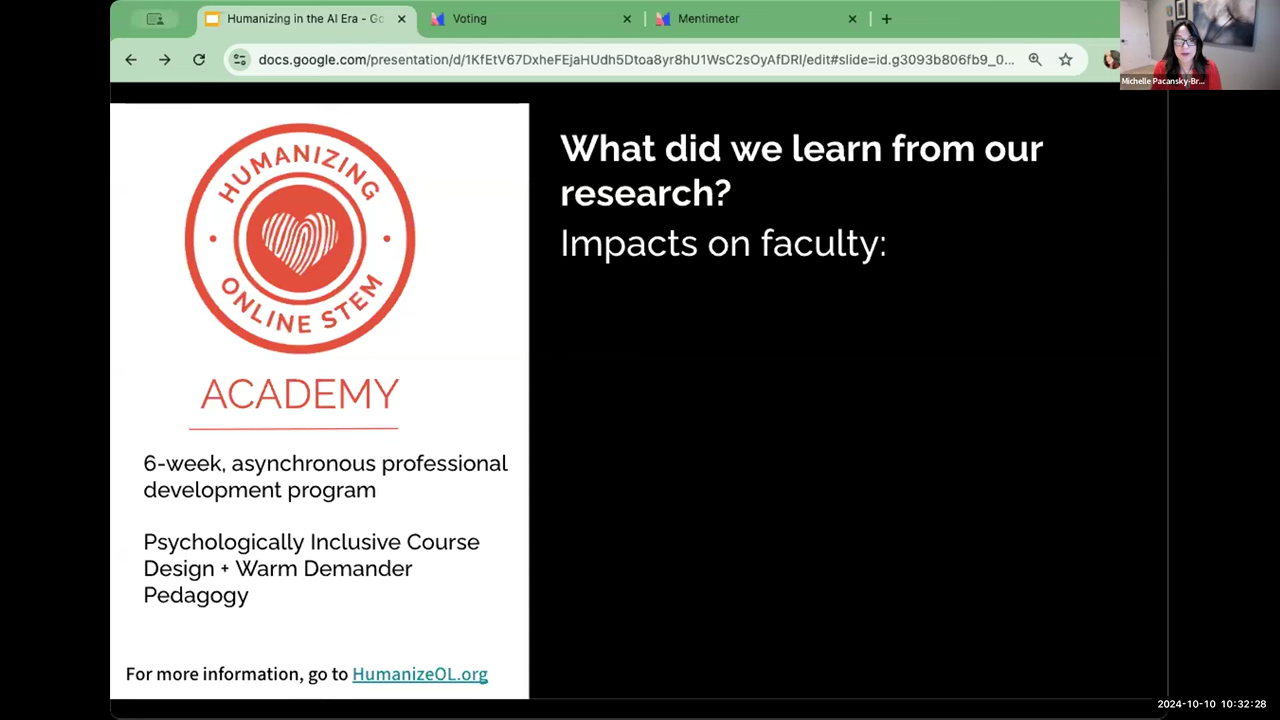 Humanizing in the AI Era - Go
Voting
Mentimeter
docs.google.com/presentation/d/1KfEtV67DxheFEjaHUdh5Dtoa8yr8hU1WsC2sOyAfDRI/edit#slide=id.g3093b806fb9_0...
Michelle Pacansky-Br...
HUMANIZING
ONLINE STEM
ACADEMY
6-week, asynchronous professional
development program
Psychologically Inclusive Course
Design + Warm Demander
Pedagogy
For more information, go to HumanizeOL.org
What did we learn from our
research?
Impacts on faculty:
2024-10-10 10:32:28